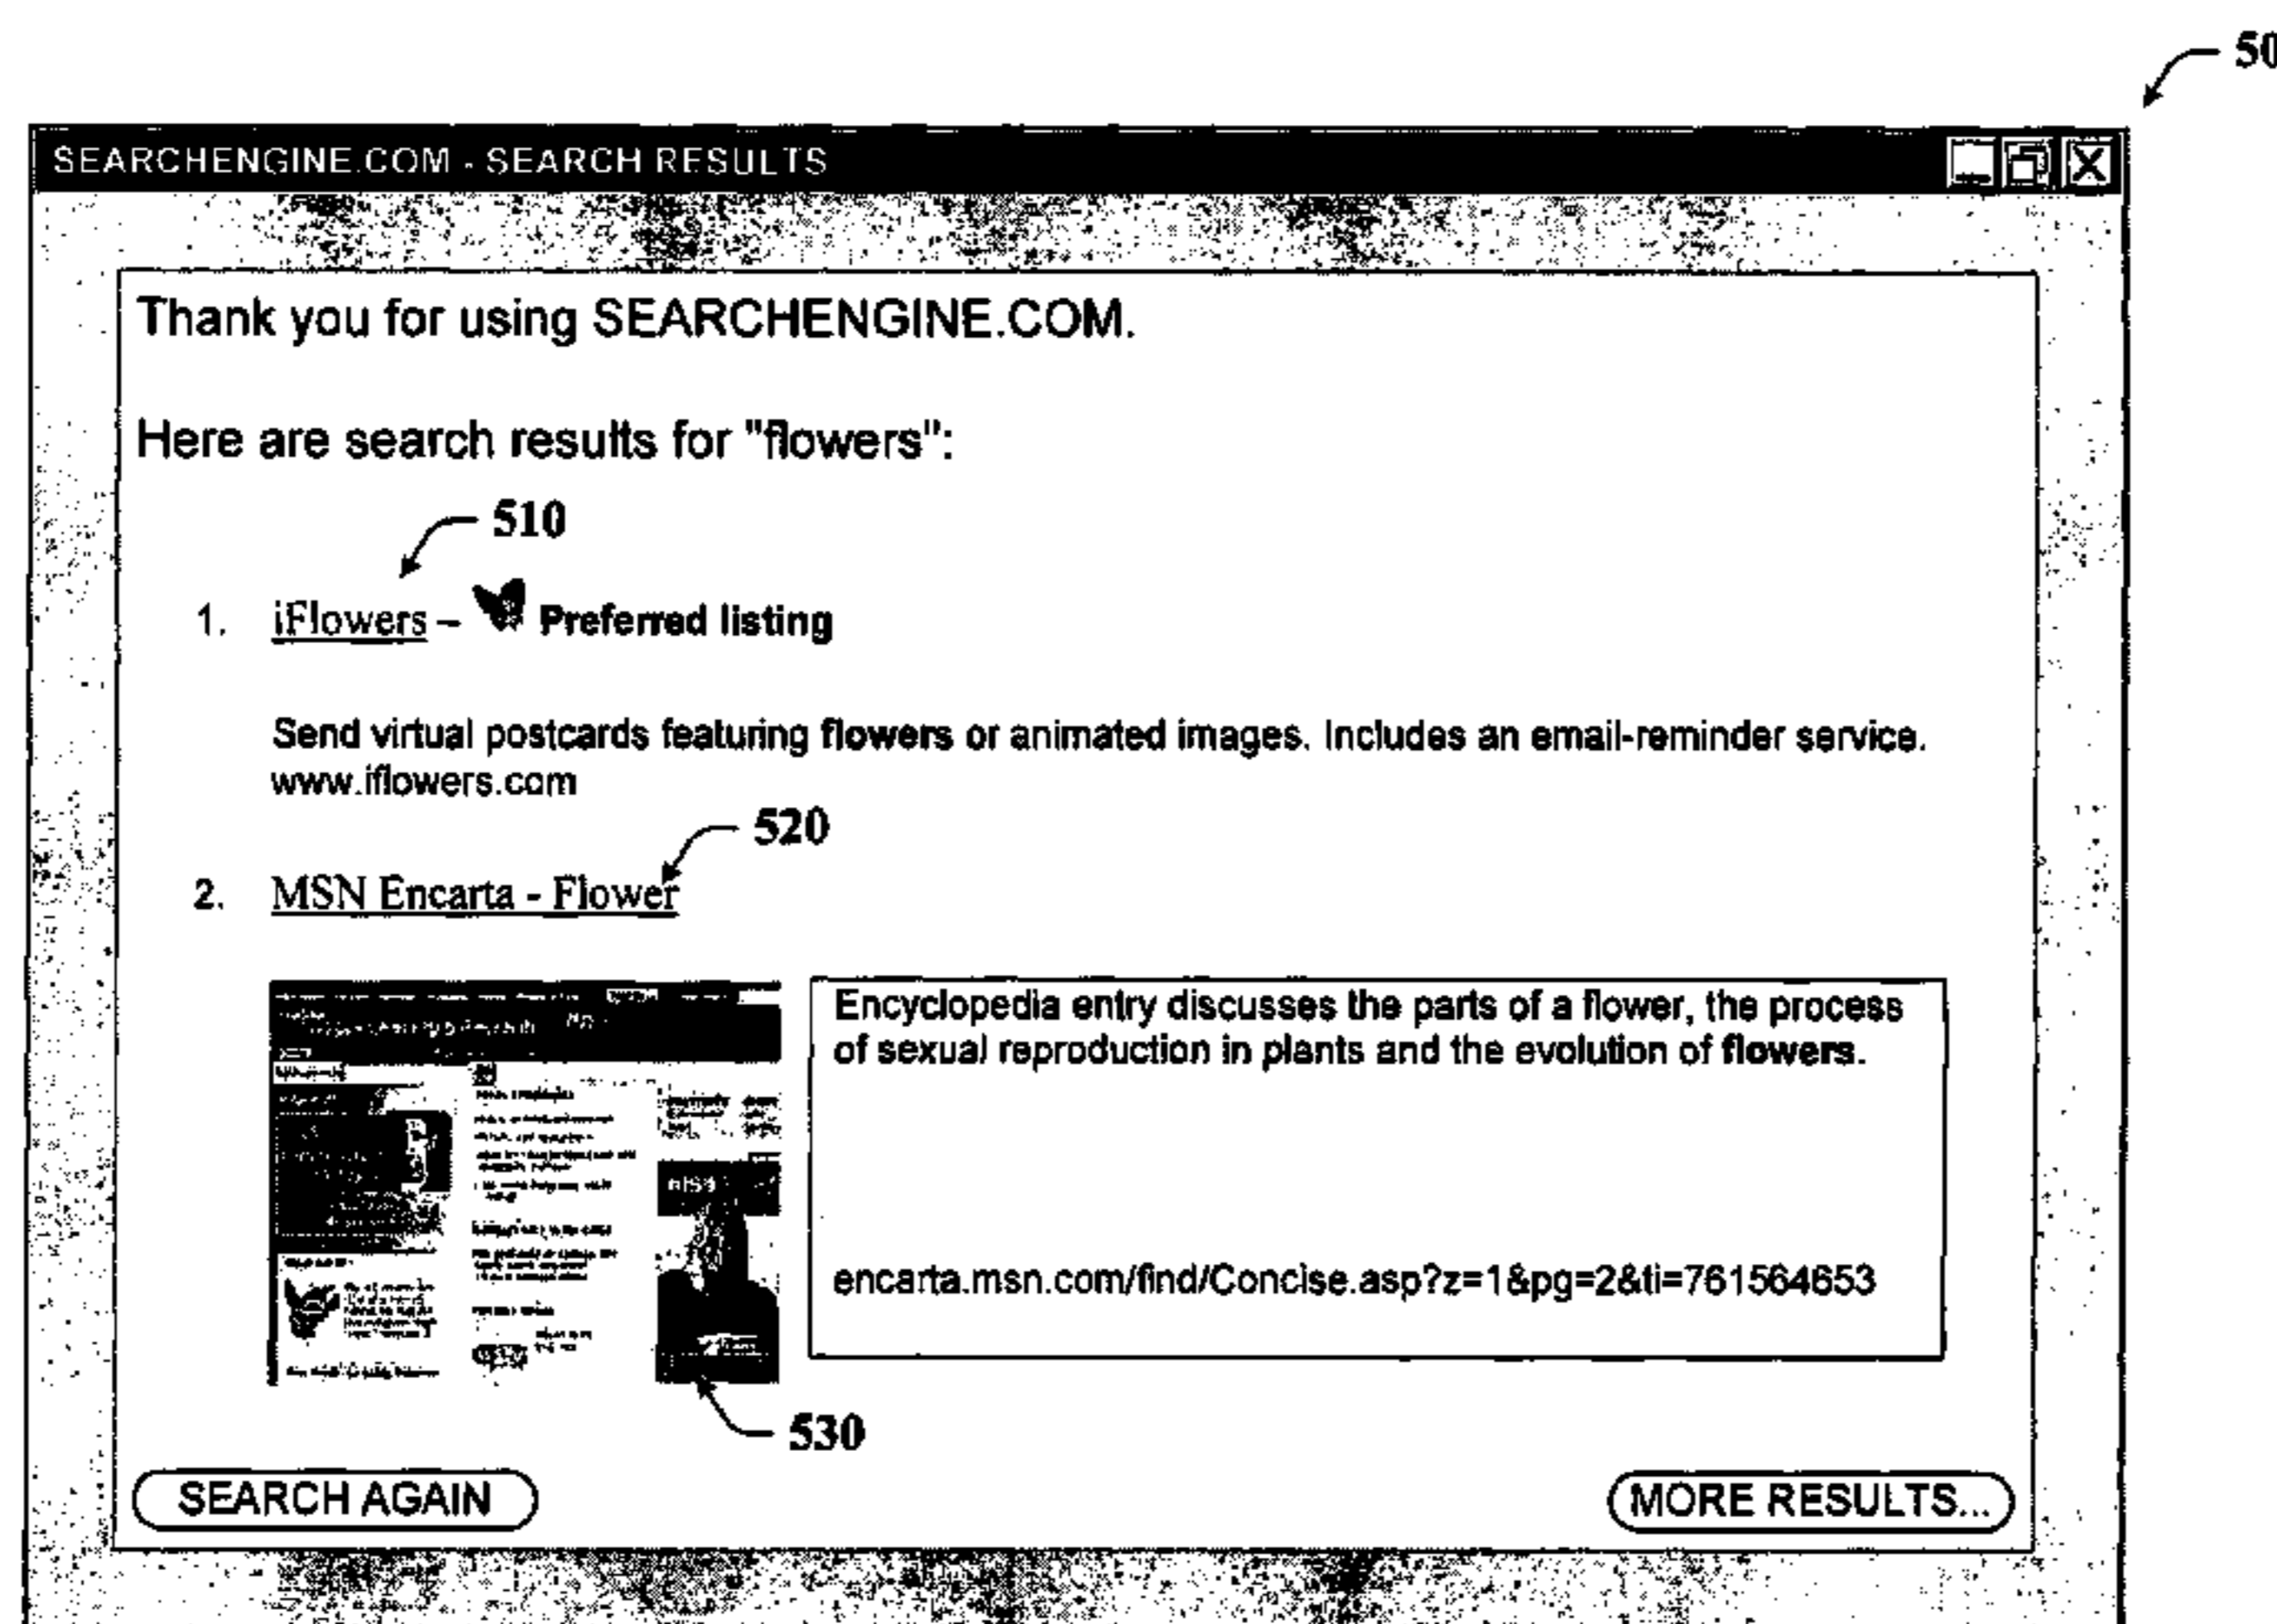 50
SEARCHENGINE.COM - SEARCH RESULTS
Thank you for using SEARCHENGINE.COM.
Here are search results for "flowers":
510
1. iFlowers – Preferred listing
Send virtual postcards featuring flowers or animated images. Includes an email-reminder service.
www.iflowers.com
520
2. MSN Encarta - Flower
Encyclopedia entry discusses the parts of a flower, the process
of sexual reproduction in plants and the evolution of flowers.
encarta.msn.com/find/Concise.asp?z=1&pg=2&ti=761564653
530
SEARCH AGAIN
MORE RESULTS...